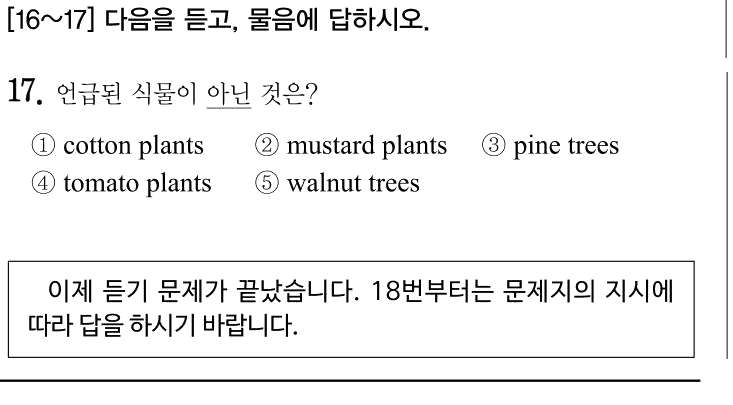 [16～17] 다음을 듣고, 물음에 답하시오.
17. 언급된 식물이 아닌 것은?
① cotton plants ② mustard plants ③ pine trees
④ tomato plants ⑤ walnut trees
이제 듣기 문제가 끝났습니다. 18번부터는 문제지의 지시에
따라 답을 하시기 바랍니다.